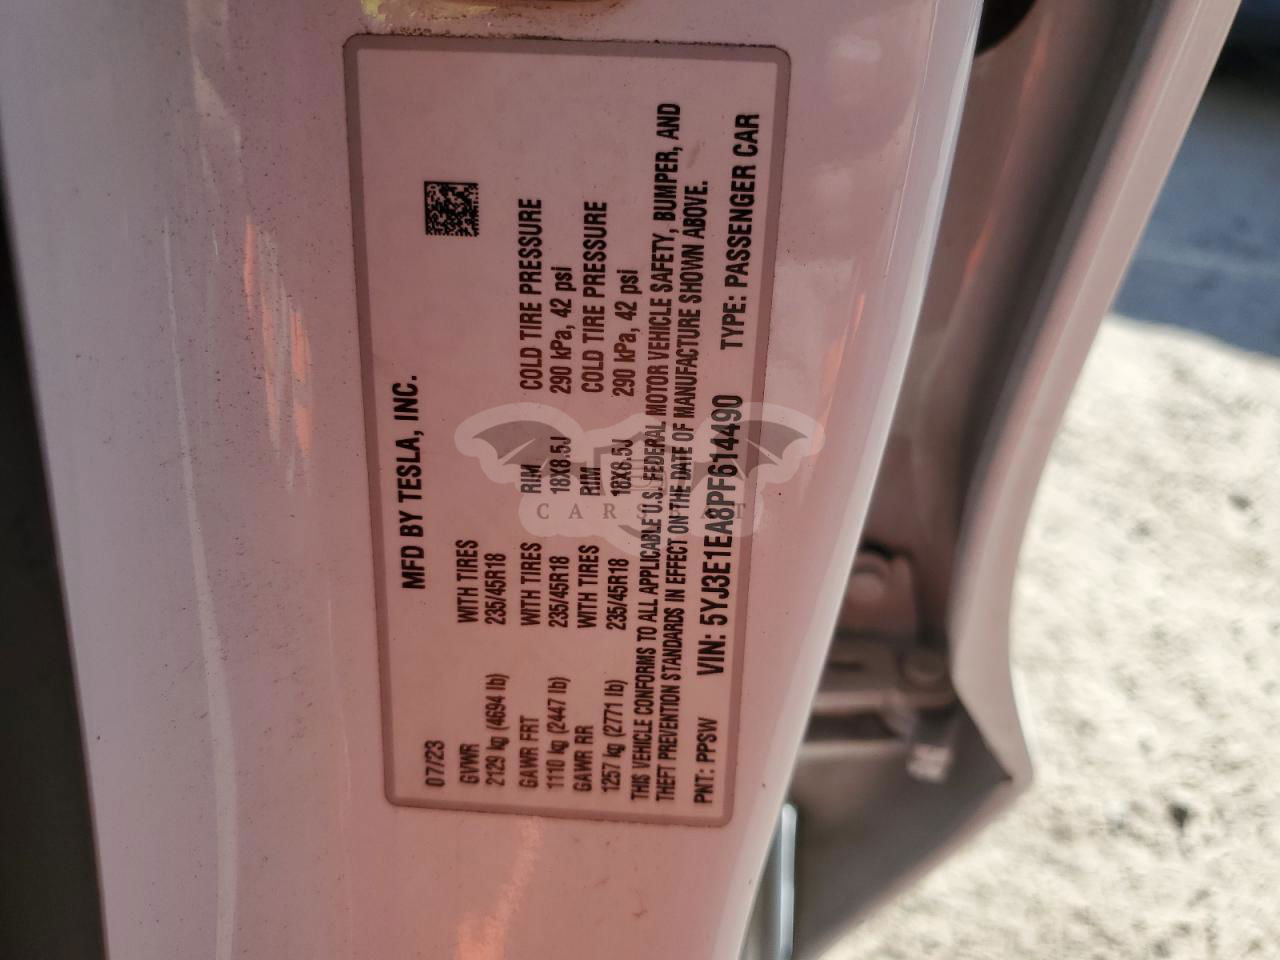 MFD BY TESLA, INC.
07/23
GVWR WITH TIRES
2129 kg (4694 lb) 235/45R18
GAWR FRT WITH TIRES RIM COLD TIRE PRESSURE
1110 kg (2447 lb) 235/45R18 18X8.5J 290 kPa, 42 psi
GAWR RR WITH TIRES RIM COLD TIRE PRESSURE
1257 kg (2771 lb) 235/45R18 18X8.5J 290 kPa, 42 psi
THIS VEHICLE CONFORMS TO ALL APPLICABLE U.S. FEDERAL MOTOR VEHICLE SAFETY, BUMPER, AND
THEFT PREVENTION STANDARDS IN EFFECT ON THE DATE OF MANUFACTURE SHOWN ABOVE.
PNT: PPSW VIN: 5YJ3E1EA8PF614490 TYPE: PASSENGER CAR